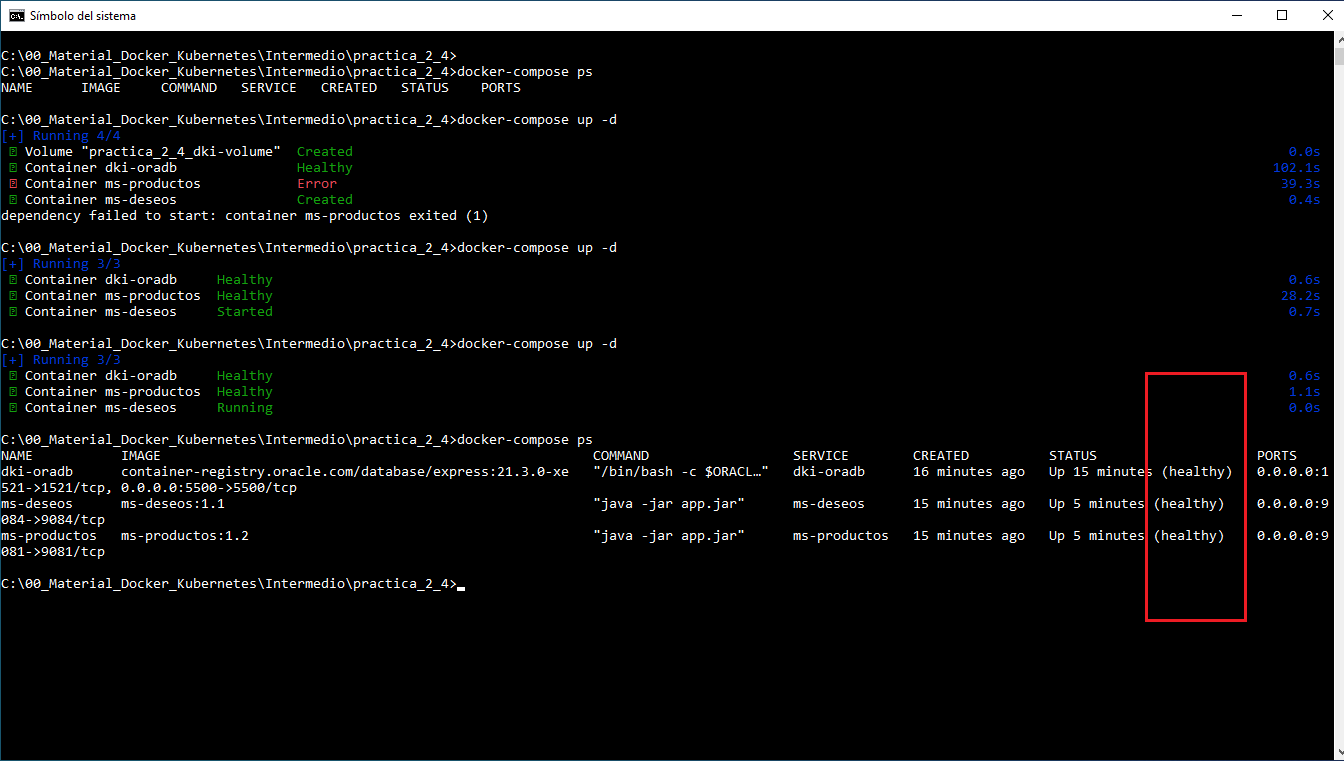 Símbolo del sistema
C:\00_Material_Docker_Kubernetes\Intermedio\practica_2_4>
C:\00_Material_Docker_Kubernetes\Intermedio\practica_2_4>docker-compose ps
NAME      IMAGE     COMMAND   SERVICE   CREATED   STATUS    PORTS
C:\00_Material_Docker_Kubernetes\Intermedio\practica_2_4>docker-compose up -d
[+] Running 4/4
Volume "practica_2_4_dki-volume"  Created 0.0s
Container dki-oradb               Healthy 102.1s
Container ms-productos            Error 39.3s
Container ms-deseos               Created 0.4s
dependency failed to start: container ms-productos exited (1)
C:\00_Material_Docker_Kubernetes\Intermedio\practica_2_4>docker-compose up -d
[+] Running 3/3
Container dki-oradb     Healthy 0.6s
Container ms-productos  Healthy 28.2s
Container ms-deseos     Started 0.7s
C:\00_Material_Docker_Kubernetes\Intermedio\practica_2_4>docker-compose up -d
[+] Running 3/3
Container dki-oradb     Healthy 0.6s
Container ms-productos  Healthy 1.1s
Container ms-deseos     Running 0.0s
C:\00_Material_Docker_Kubernetes\Intermedio\practica_2_4>docker-compose ps
NAME           IMAGE                                                      COMMAND                  SERVICE        CREATED          STATUS                    PORTS
dki-oradb      container-registry.oracle.com/database/express:21.3.0-xe   "/bin/bash -c $ORACL…"   dki-oradb      16 minutes ago   Up 15 minutes (healthy)   0.0.0.0:1
521->1521/tcp, 0.0.0.0:5500->5500/tcp
ms-deseos      ms-deseos:1.1                                              "java -jar app.jar"      ms-deseos      15 minutes ago   Up 5 minutes (healthy)    0.0.0.0:9
084->9084/tcp
ms-productos   ms-productos:1.2                                           "java -jar app.jar"      ms-productos   15 minutes ago   Up 5 minutes (healthy)    0.0.0.0:9
081->9081/tcp
C:\00_Material_Docker_Kubernetes\Intermedio\practica_2_4>